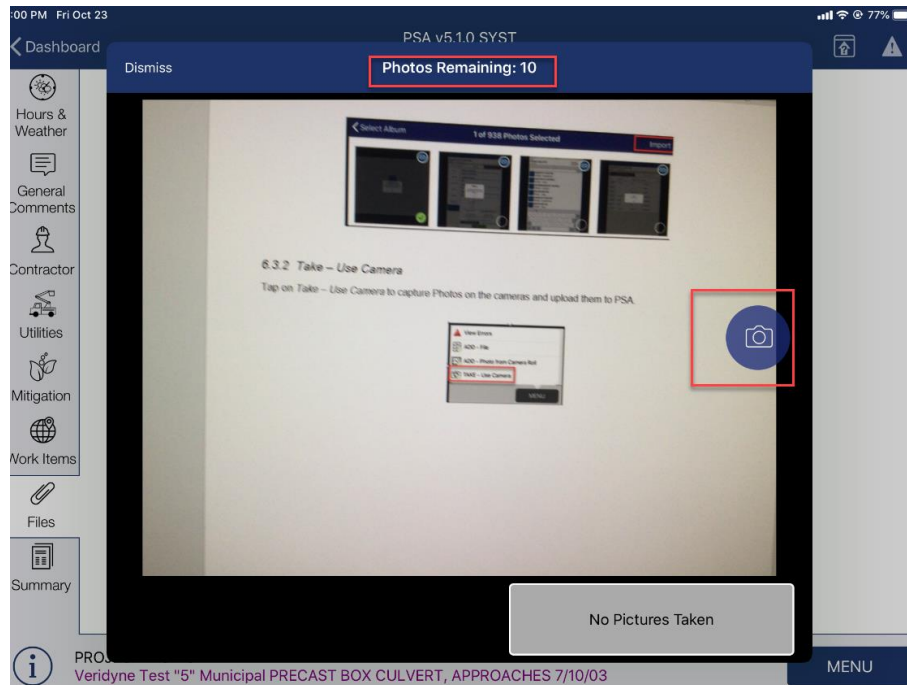 :00 PM Fri Oct 23
77%
Dashboard
PSA v5.1.0 SYST
Dismiss
Photos Remaining: 10
Hours &
Weather
General
Comments
Contractor
Utilities
Mitigation
Work Items
Files
Summary
Select Album
1 of 938 Photos Selected
Import
6.3.2 Take – Use Camera
Tap on Take – Use Camera to capture Photos on the cameras and upload them to PSA.
View Errors
ADD - File
ADD - Photo from Camera Roll
TAKE - Use Camera
MENU
No Pictures Taken
i
PROJ
Veridyne Test "5" Municipal PRECAST BOX CULVERT, APPROACHES 7/10/03
MENU